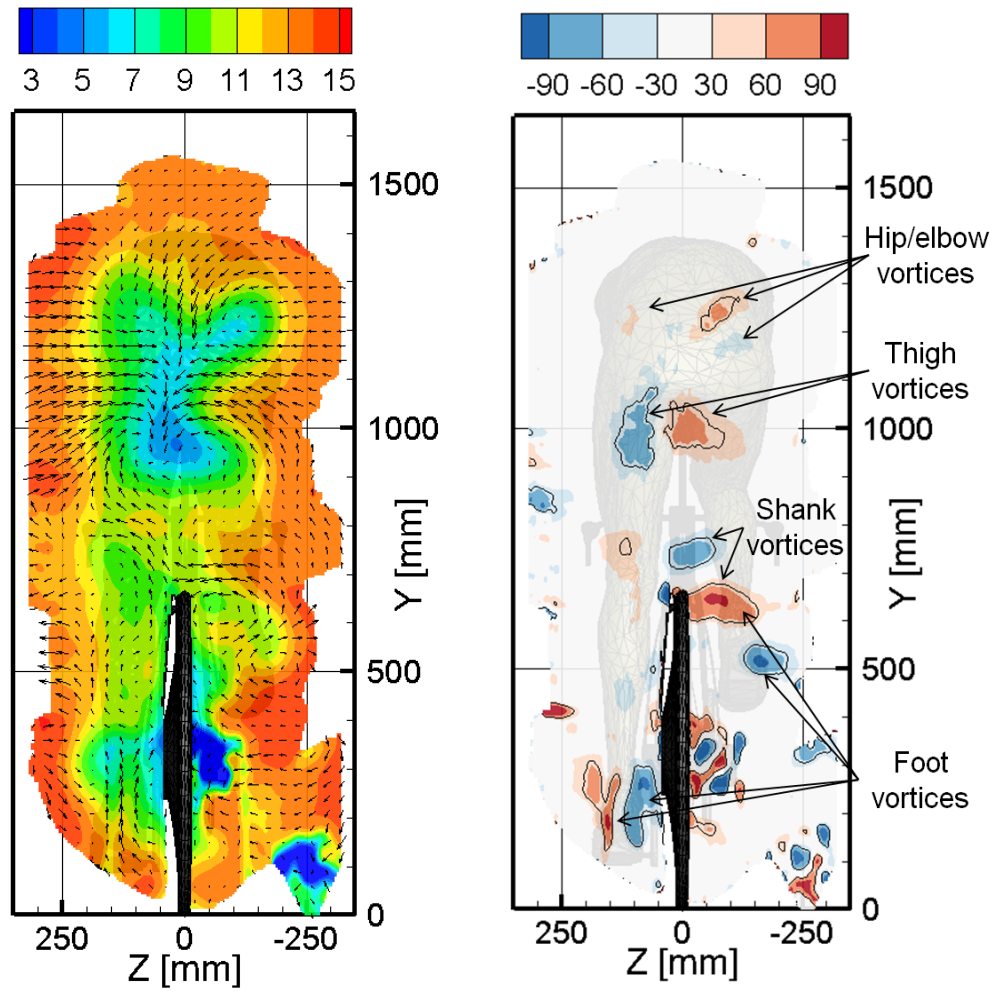 3 5 7 9 11 13 15
-90 -60 -30 30 60 90
1500
1000
500
0
Y [mm]
250 0 -250
Z [mm]
1500
1000
500
0
Y [mm]
250 0 -250
Z [mm]
Hip/elbow
vortices
Thigh
vortices
Shank
vortices
Foot
vortices